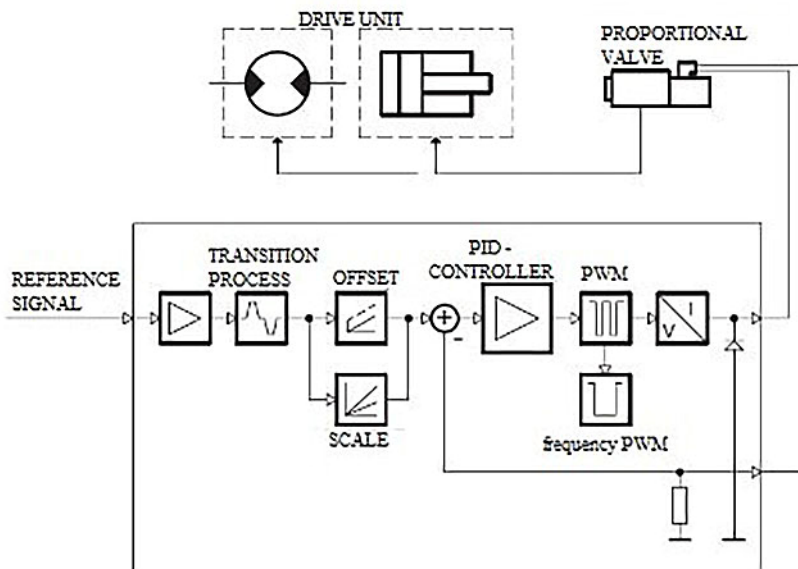 DRIVE UNIT
PROPORTIONAL
VALVE
REFERENCE
SIGNAL
TRANSITION
PROCESS
OFFSET
PID -
CONTROLLER
PWM
+
-
V
I
SCALE
frequency PWM